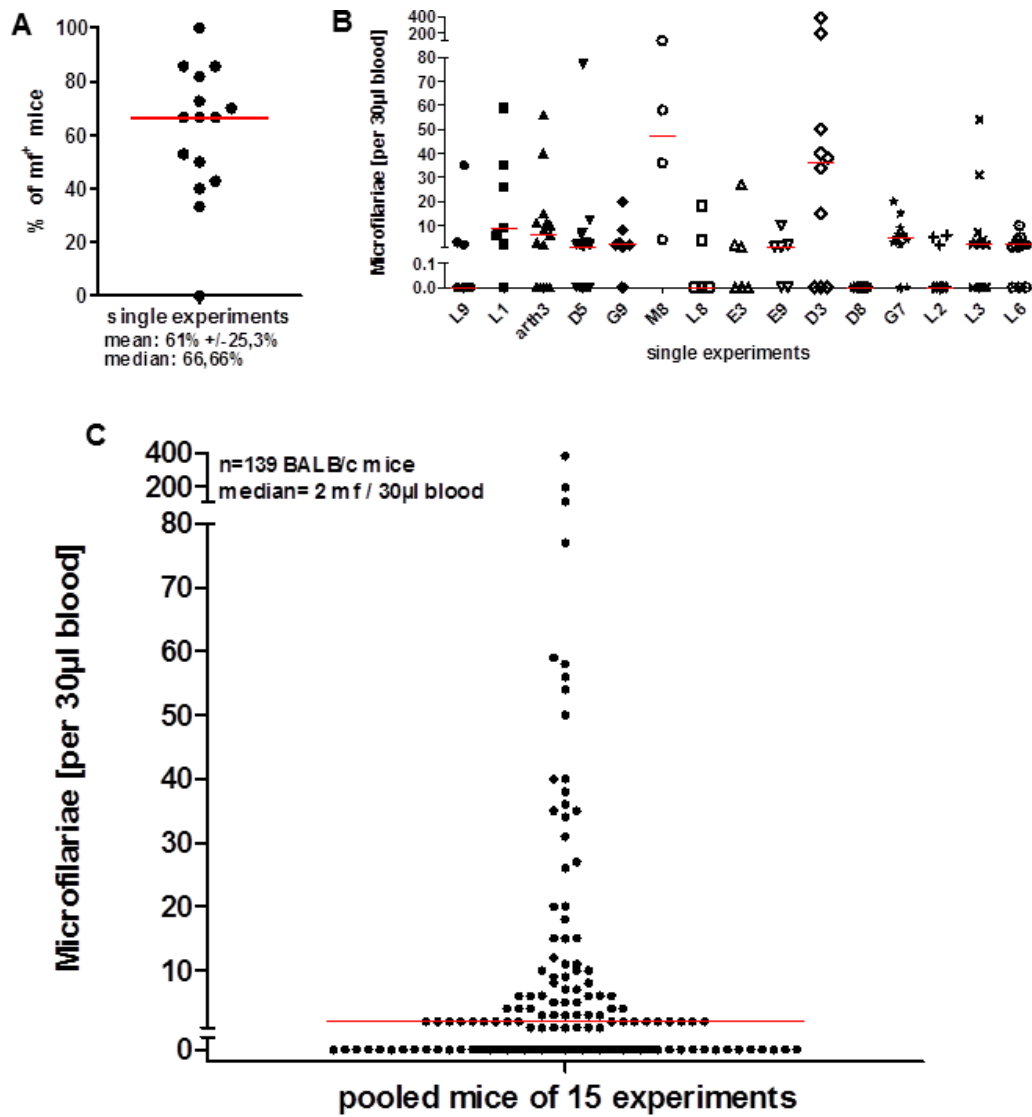 A
100
80
60
40
20
0
% of mf+ mice
single experiments
mean: 61% +/-25,3%
median: 66,66%
B
400
200
80
70
60
50
40
30
20
10
0.1
0.0
Microfilariae [per 30µl blood]
L9 L1 arth3 D5 G9 M8 L8 E3 E9 D3 D8 G7 L2 L3 L6
single experiments
C
n=139 BALB/c mice
median= 2 mf / 30µl blood
400
200
80
70
60
50
40
30
20
10
0
Microfilariae [per 30µl blood]
pooled mice of 15 experiments